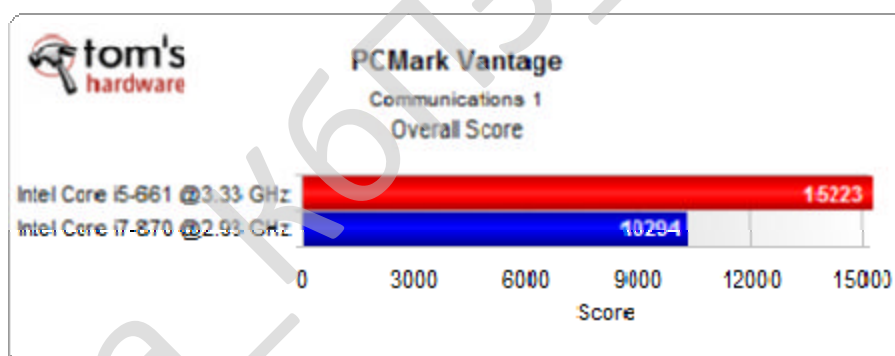 tom's
hardware
PCMark Vantage
Communications 1
Overall Score
Intel Core i5-661 @3.33 GHz
15223
Intel Core i7-870 @2.93 GHz
10294
0 3000 6000 9000 12000 15000
Score